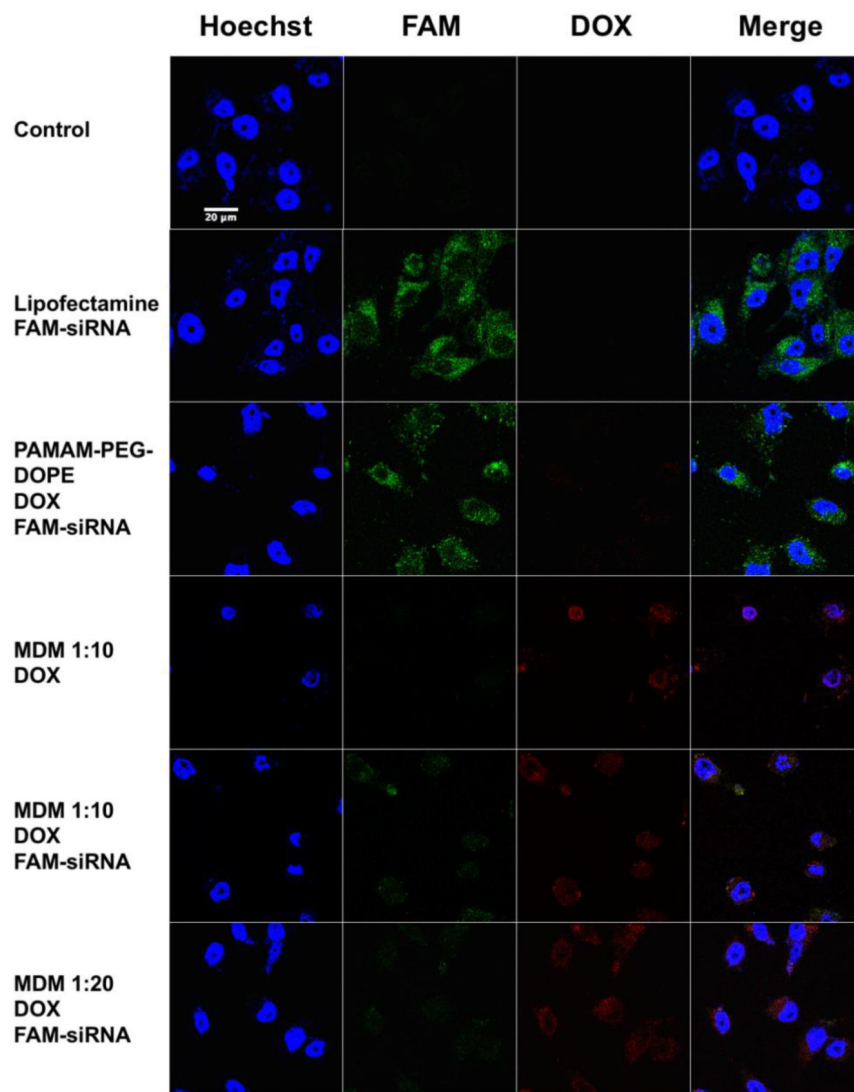 Hoechst FAM DOX Merge
Control
20 μm
Lipofectamine
FAM-siRNA
PAMAM-PEG-
DOPE
DOX
FAM-siRNA
MDM 1:10
DOX
MDM 1:10
DOX
FAM-siRNA
MDM 1:20
DOX
FAM-siRNA